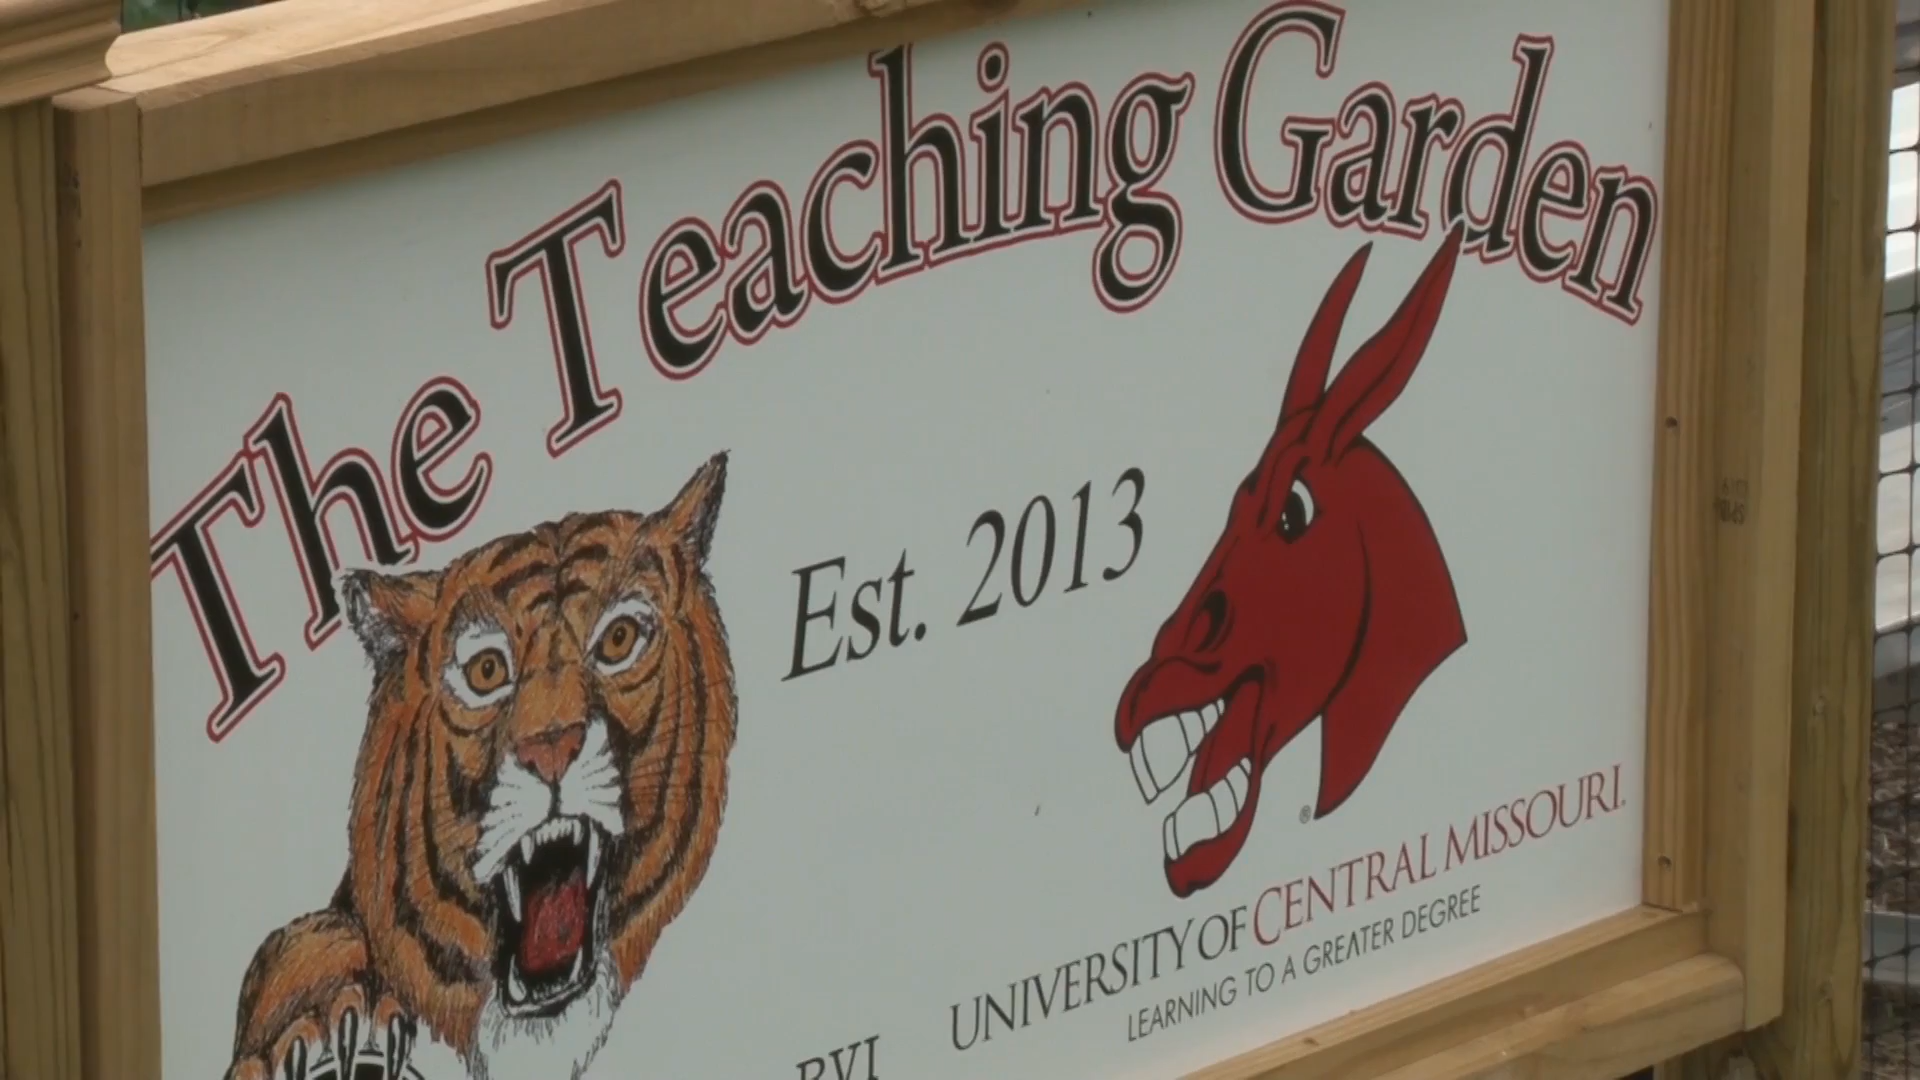 The Teaching Garden
Est. 2013
®
UNIVERSITY OF CENTRAL MISSOURI.
LEARNING TO A GREATER DEGREE